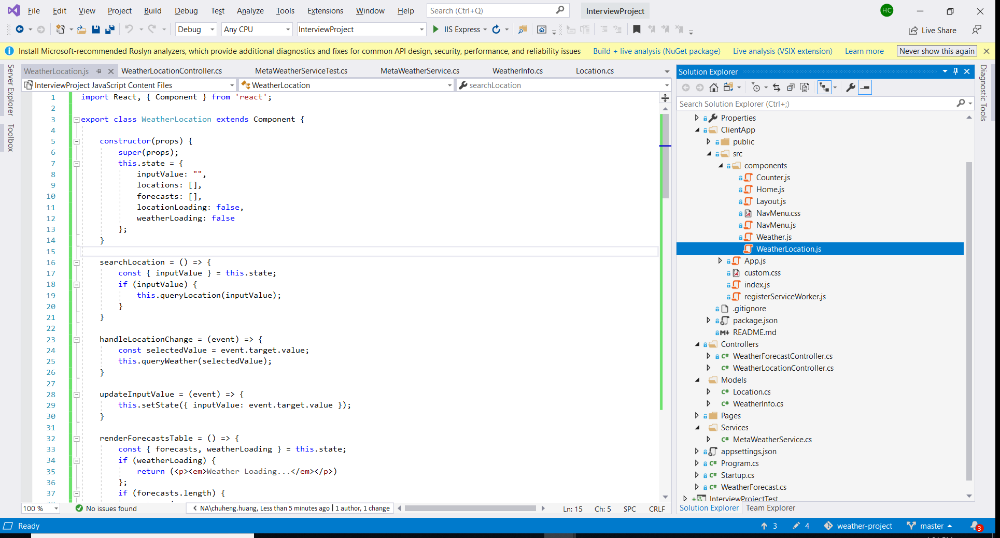 File Edit View Project Build Debug Test Analyze Tools Extensions Window Help Search (Ctrl+Q) InterviewProject HC
Debug Any CPU InterviewProject IIS Express Live Share
Install Microsoft-recommended Roslyn analyzers, which provide additional diagnostics and fixes for common API design, security, performance, and reliability issues Build + live analysis (NuGet package) Live analysis (VSIX extension) Learn more Never show this again
Server Explorer
Toolbox
WeatherLocation.js WeatherLocationController.cs MetaWeatherServiceTest.cs MetaWeatherService.cs WeatherInfo.cs Location.cs
InterviewProject JavaScript Content Files WeatherLocation searchLocation
1 import React, { Component } from 'react';
2
3 export class WeatherLocation extends Component {
4
5 constructor(props) {
6 super(props);
7 this.state = {
8 inputValue: "",
9 locations: [],
10 forecasts: [],
11 locationLoading: false,
12 weatherLoading: false
13 };
14 }
15
16 searchLocation = () => {
17 const { inputValue } = this.state;
18 if (inputValue) {
19 this.queryLocation(inputValue);
20 }
21 }
22
23 handleLocationChange = (event) => {
24 const selectedValue = event.target.value;
25 this.queryWeather(selectedValue);
26 }
27
28 updateInputValue = (event) => {
29 this.setState({ inputValue: event.target.value });
30 }
31
32 renderForecastsTable = () => {
33 const { forecasts, weatherLoading } = this.state;
34 if (weatherLoading) {
35 return (<p><em>Weather Loading...</em></p>)
36 };
37 if (forecasts.length) {
100 % No issues found NA\chuheng.huang, Less than 5 minutes ago | 1 author, 1 change Ln: 15 Ch: 5 SPC CRLF
Solution Explorer
Search Solution Explorer (Ctrl+;)
Properties
ClientApp
public
src
components
Counter.js
Home.js
Layout.js
NavMenu.css
NavMenu.js
Weather.js
WeatherLocation.js
App.js
custom.css
index.js
registerServiceWorker.js
.gitignore
package.json
README.md
Controllers
C# WeatherForecastController.cs
C# WeatherLocationController.cs
Models
C# Location.cs
C# WeatherInfo.cs
Pages
Services
C# MetaWeatherService.cs
appsettings.json
C# Program.cs
C# Startup.cs
C# WeatherForecast.cs
InterviewProjectTest
Solution Explorer Team Explorer
Diagnostic Tools
Ready 3 4 weather-project master 3